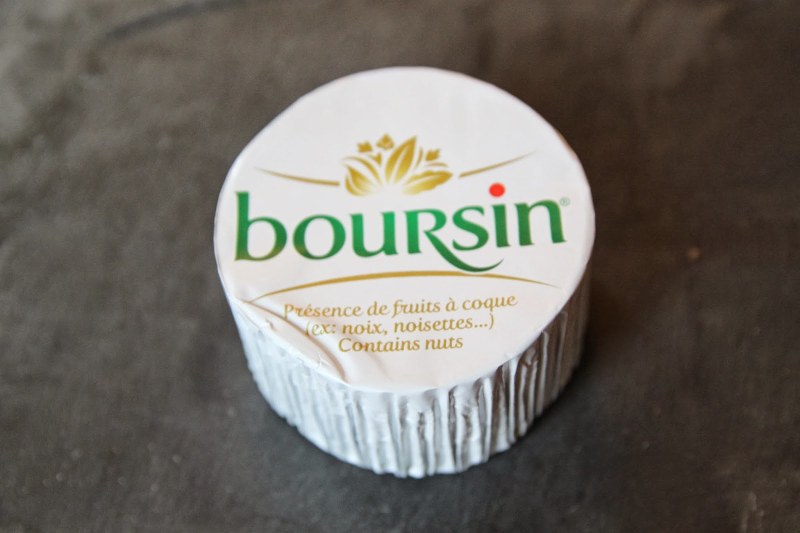 boursin®
Présence de fruits à coque
(ex: noix, noisettes...)
Contains nuts